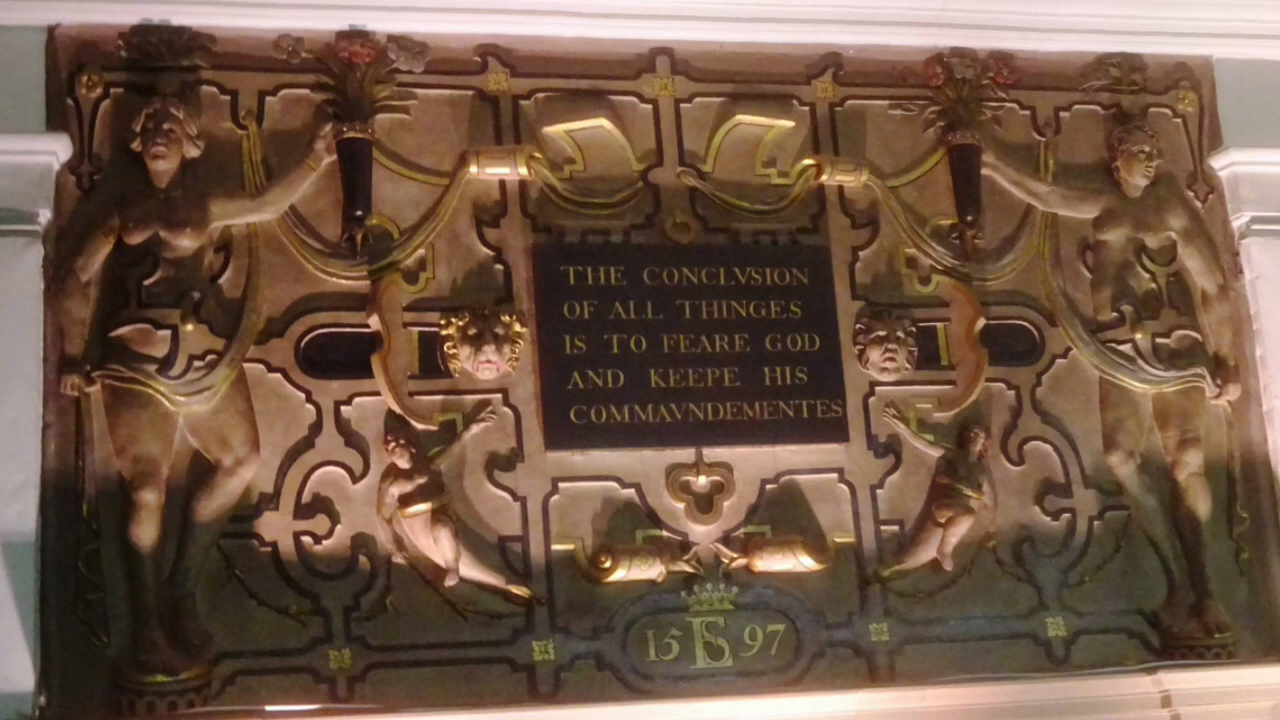 THE CONCLVSION
OF ALL THINGES
IS TO FEARE GOD
AND KEEPE HIS
COMMAVNDEMENTES
15 ES 97